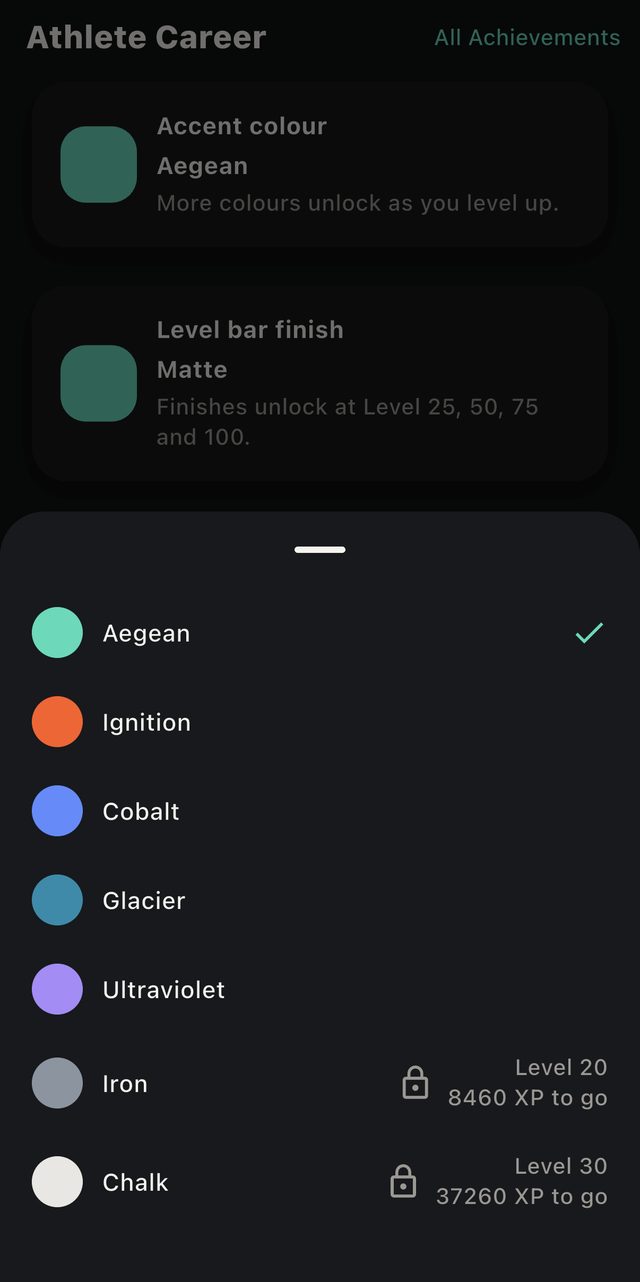 Athlete Career
All Achievements
Accent colour
Aegean
More colours unlock as you level up.
Level bar finish
Matte
Finishes unlock at Level 25, 50, 75
and 100.
Aegean
Ignition
Cobalt
Glacier
Ultraviolet
Iron
Level 20
8460 XP to go
Chalk
Level 30
37260 XP to go